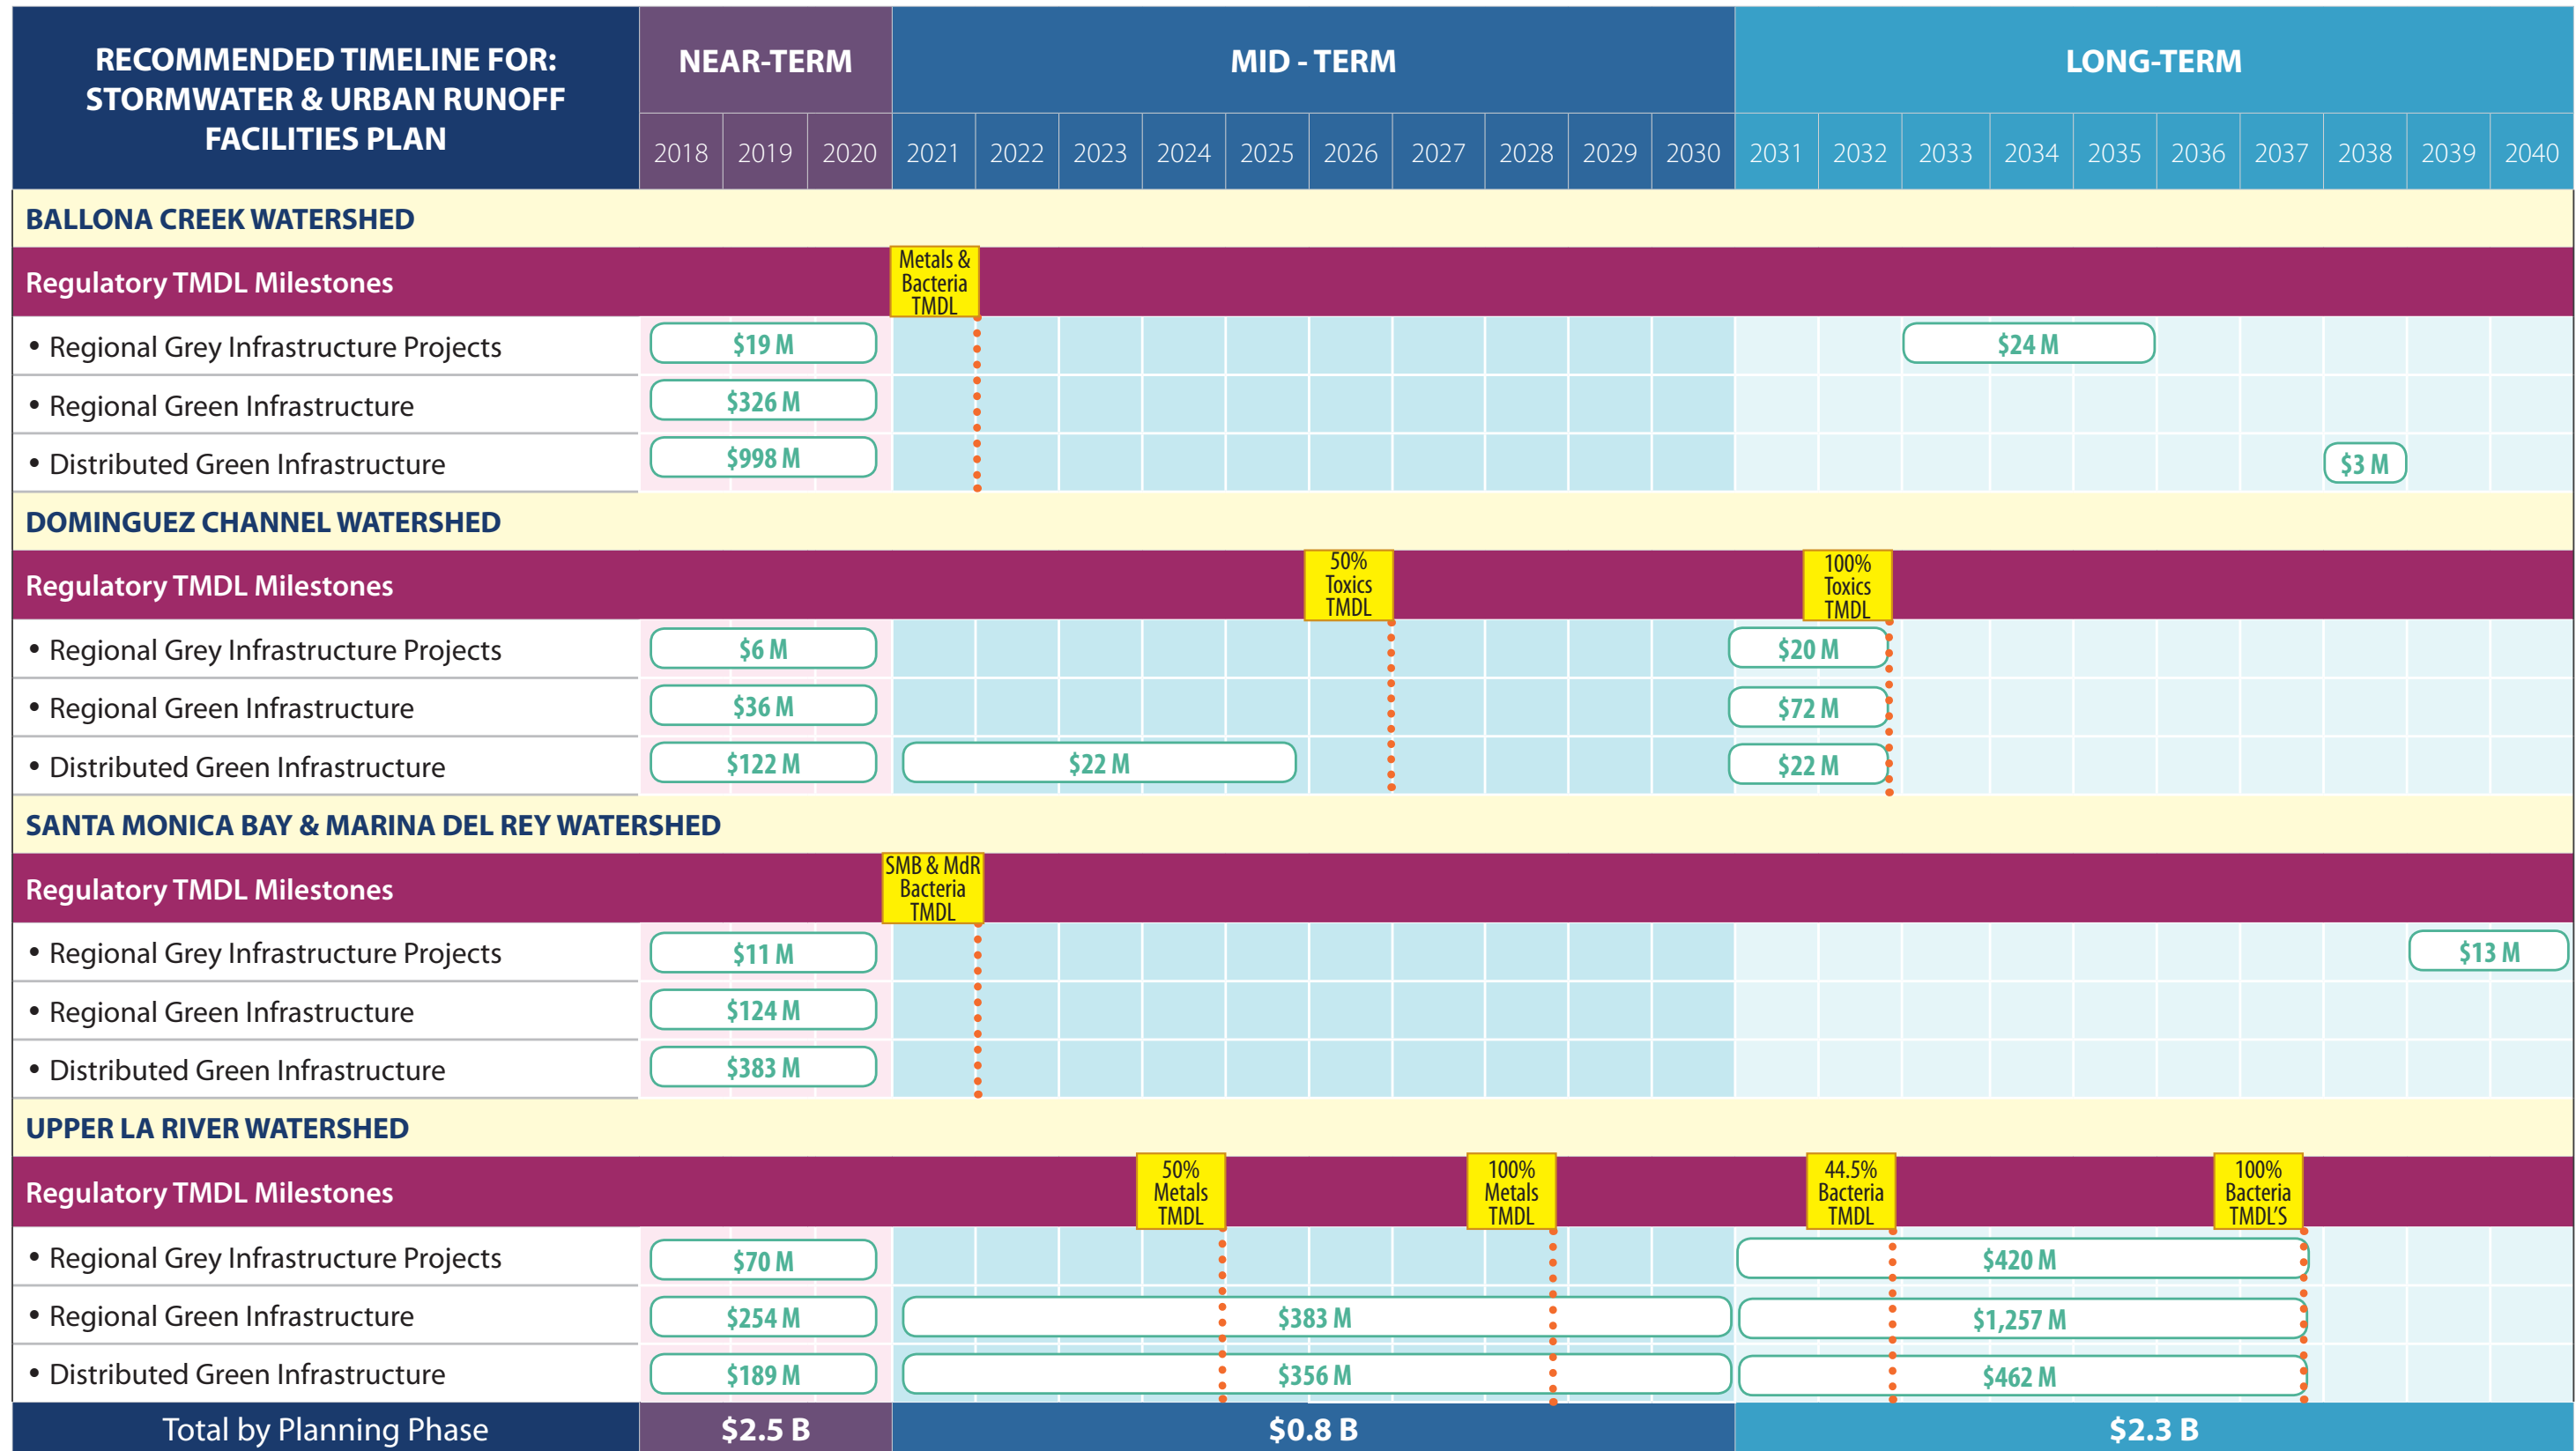 RECOMMENDED TIMELINE FOR:
STORMWATER & URBAN RUNOFF
FACILITIES PLAN
NEAR-TERM
MID - TERM
LONG-TERM
2018 2019 2020 2021 2022 2023 2024 2025 2026 2027 2028 2029 2030 2031 2032 2033 2034 2035 2036 2037 2038 2039 2040
BALLONA CREEK WATERSHED
Regulatory TMDL Milestones
Metals &
Bacteria
TMDL
• Regional Grey Infrastructure Projects $19 M $24 M
• Regional Green Infrastructure $326 M
• Distributed Green Infrastructure $998 M $3 M
DOMINGUEZ CHANNEL WATERSHED
Regulatory TMDL Milestones
50%
Toxics
TMDL
100%
Toxics
TMDL
• Regional Grey Infrastructure Projects $6 M $20 M
• Regional Green Infrastructure $36 M $72 M
• Distributed Green Infrastructure $122 M $22 M $22 M
SANTA MONICA BAY & MARINA DEL REY WATERSHED
Regulatory TMDL Milestones
SMB & MdR
Bacteria
TMDL
• Regional Grey Infrastructure Projects $11 M $13 M
• Regional Green Infrastructure $124 M
• Distributed Green Infrastructure $383 M
UPPER LA RIVER WATERSHED
Regulatory TMDL Milestones
50%
Metals
TMDL
100%
Metals
TMDL
44.5%
Bacteria
TMDL
100%
Bacteria
TMDL'S
• Regional Grey Infrastructure Projects $70 M $420 M
• Regional Green Infrastructure $254 M $383 M $1,257 M
• Distributed Green Infrastructure $189 M $356 M $462 M
Total by Planning Phase $2.5 B $0.8 B $2.3 B